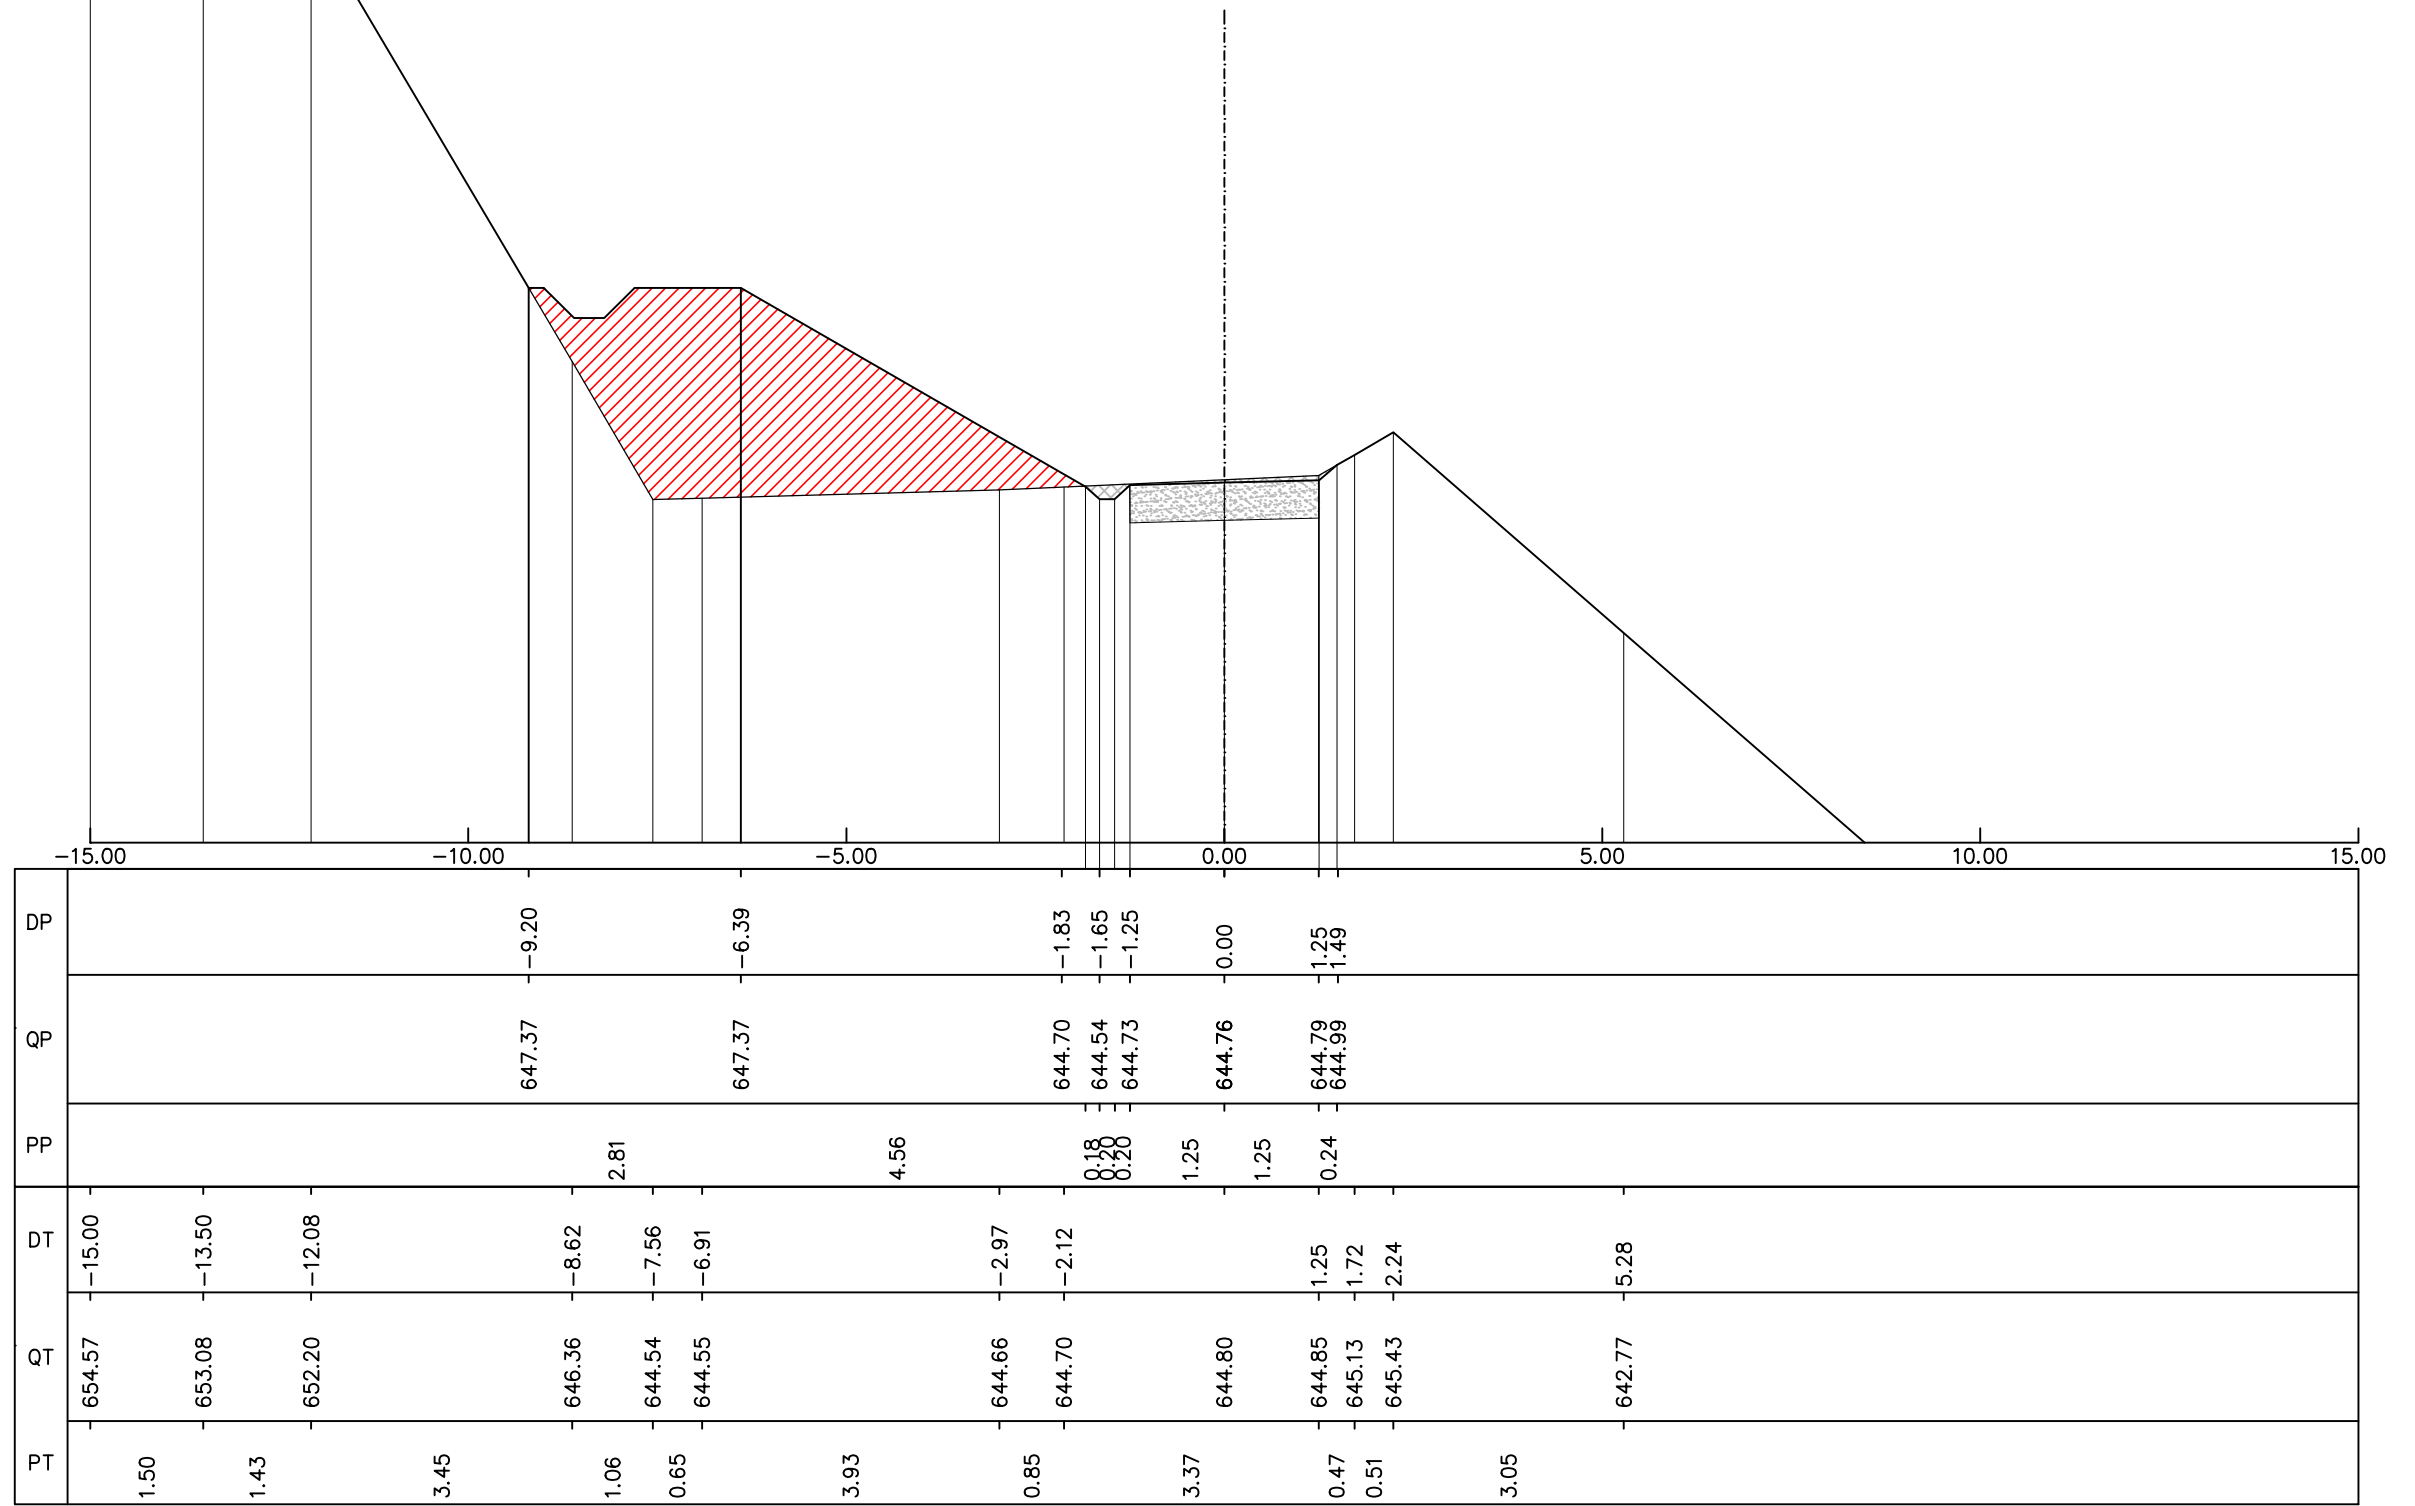 -15.00 -10.00 -5.00 0.00 5.00 10.00 15.00
DP -9.20 -6.39 -1.83 -1.65 -1.25 0.00 1.25 1.49
QP 647.37 647.37 644.70 644.54 644.73 644.76 644.79 644.99
PP 2.81 4.56 0.18 0.20 0.20 1.25 1.25 0.24
DT -15.00 -13.50 -12.08 -8.62 -7.56 -6.91 -2.97 -2.12 1.25 1.72 2.24 5.28
QT 654.57 653.08 652.20 646.36 644.54 644.55 644.66 644.70 644.80 644.85 645.13 645.43 642.77
PT 1.50 1.43 3.45 1.06 0.65 3.93 0.85 3.37 0.47 0.51 3.05